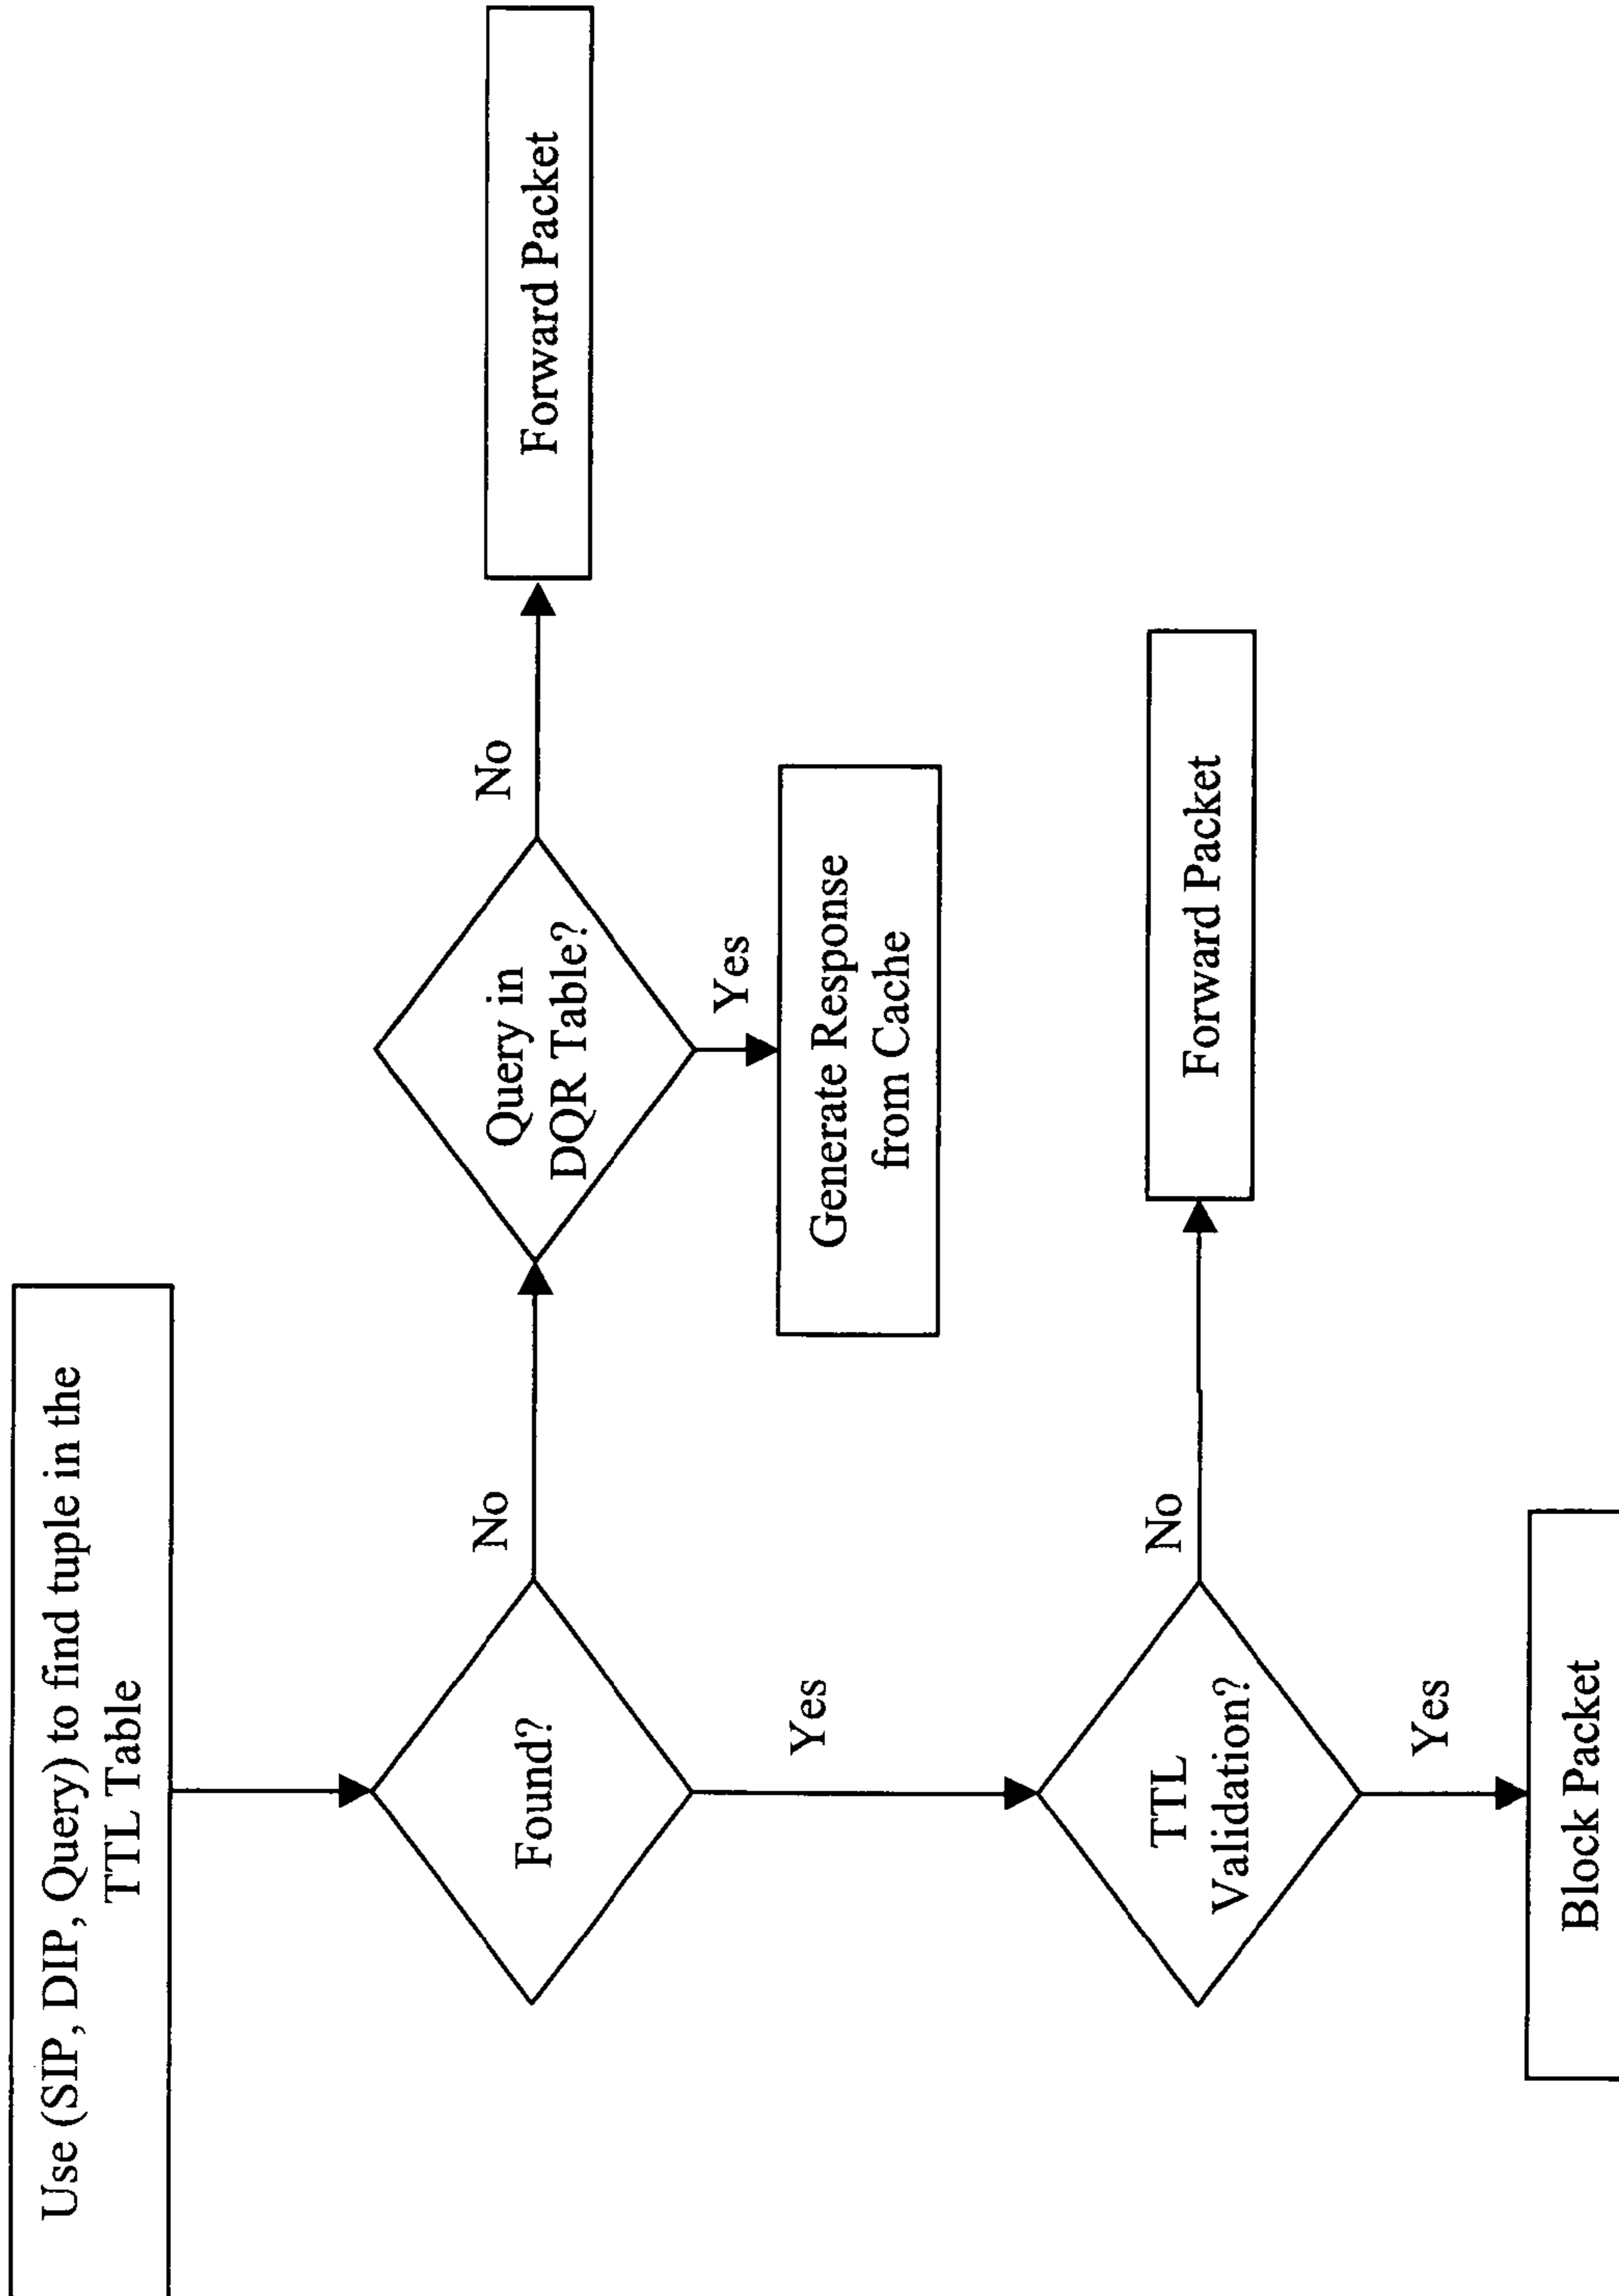 Use (SIP, DIP, Query) to find tuple in the
TTL Table
Found?
No
Query in
DQR Table?
No
Forward Packet
Yes
Generate Response
from Cache
Yes
TTL
Validation?
No
Forward Packet
Yes
Block Packet